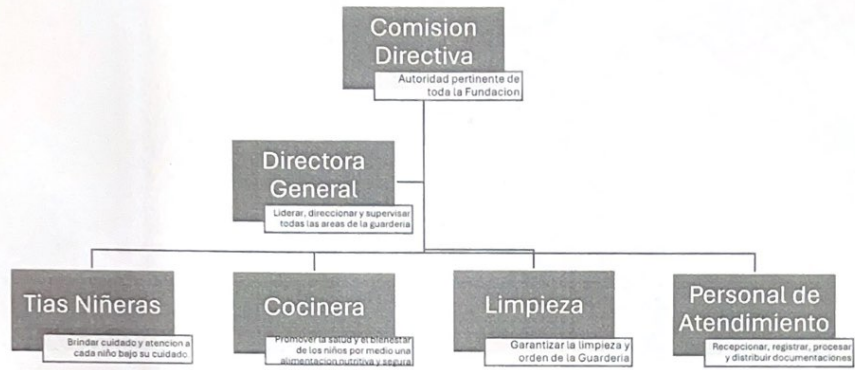 Comision
Directiva
Autoridad pertinente de
toda la Fundacion
Directora
General
Liderar, direccionar y supervisar
todas las areas de la guarderia
Tias Niñeras
Brindar cuidado y atencion a
cada niño bajo su cuidado
Cocinera
Promover la salud y el bienestar
de los niños por medio una
alimentacion nutritiva y segura
Limpieza
Garantizar la limpieza y
orden de la Guarderia
Personal de
Atendimiento
Recepcionar, registrar, procesar
y distribuir documentaciones